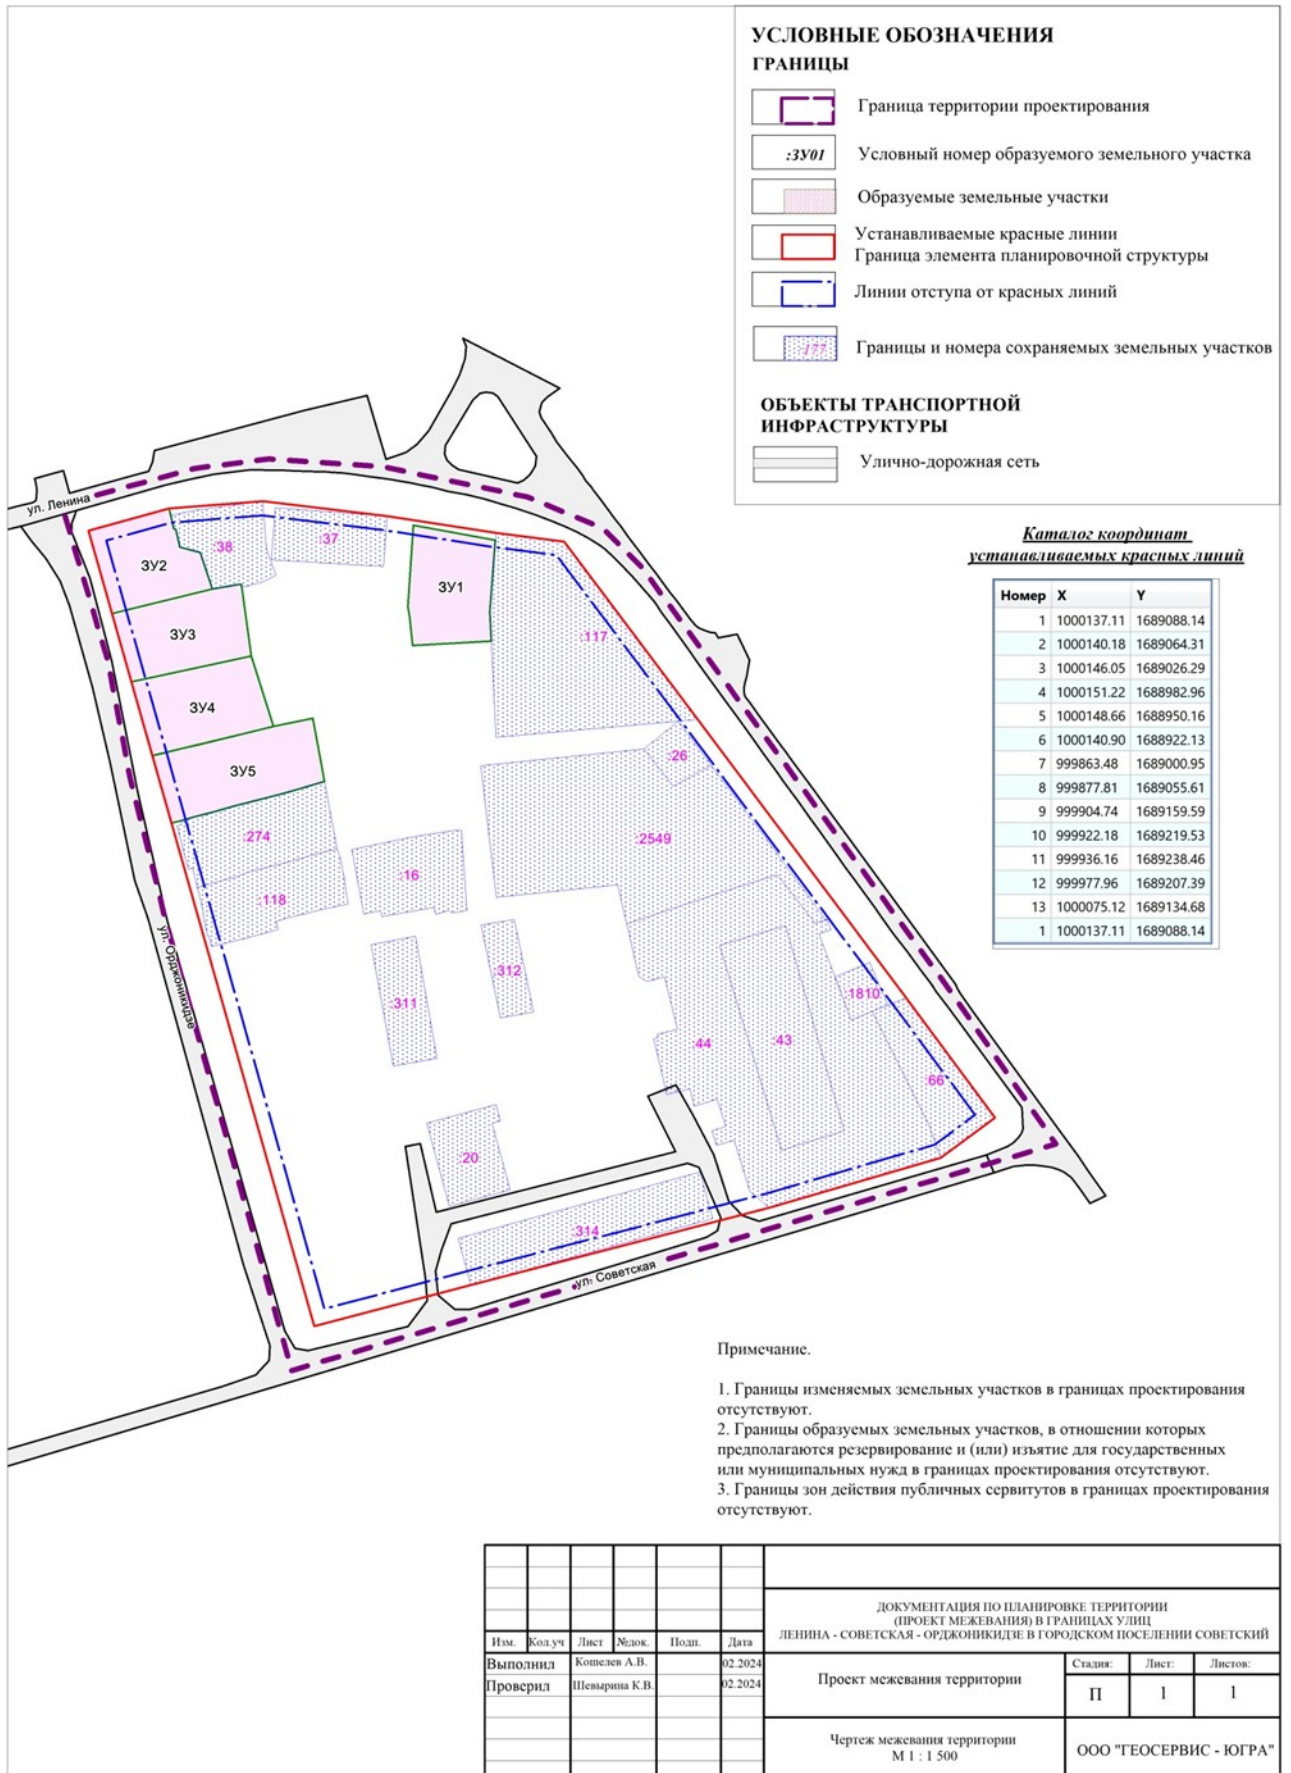 УСЛОВНЫЕ ОБОЗНАЧЕНИЯ
ГРАНИЦЫ
Граница территории проектирования
:ЗУ01 Условный номер образуемого земельного участка
Образуемые земельные участки
Устанавливаемые красные линии
Граница элемента планировочной структуры
Линии отступа от красных линий
:177 Границы и номера сохраняемых земельных участков
ОБЪЕКТЫ ТРАНСПОРТНОЙ
ИНФРАСТРУКТУРЫ
Улично-дорожная сеть
ул. Ленина
:38
:37
ЗУ2
ЗУ1
ЗУ3
:117
ЗУ4
:26
ЗУ5
:274
:2549
:16
:118
ул. Орджоникидзе
:312
:311
:1810
:44
:43
:66
:20
:314
ул. Советская
Каталог координат
устанавливаемых красных линий
Номер X Y
1 1000137.11 1689088.14
2 1000140.18 1689064.31
3 1000146.05 1689026.29
4 1000151.22 1688982.96
5 1000148.66 1688950.16
6 1000140.90 1688922.13
7 999863.48 1689000.95
8 999877.81 1689055.61
9 999904.74 1689159.59
10 999922.18 1689219.53
11 999936.16 1689238.46
12 999977.96 1689207.39
13 1000075.12 1689134.68
1 1000137.11 1689088.14
Примечание.
1. Границы изменяемых земельных участков в границах проектирования
отсутствуют.
2. Границы образуемых земельных участков, в отношении которых
предполагаются резервирование и (или) изъятие для государственных
или муниципальных нужд в границах проектирования отсутствуют.
3. Границы зон действия публичных сервитутов в границах проектирования
отсутствуют.
ДОКУМЕНТАЦИЯ ПО ПЛАНИРОВКЕ ТЕРРИТОРИИ
(ПРОЕКТ МЕЖЕВАНИЯ) В ГРАНИЦАХ УЛИЦ
ЛЕНИНА - СОВЕТСКАЯ - ОРДЖОНИКИДЗЕ В ГОРОДСКОМ ПОСЕЛЕНИИ СОВЕТСКИЙ
Изм. Кол.уч Лист №док. Подп. Дата
Выполнил Кошелев А.В. 02.2024
Проверил Шевырина К.В. 02.2024
Проект межевания территории
Стадия: Лист: Листов:
П 1 1
Чертеж межевания территории
М 1 : 1 500
ООО "ГЕОСЕРВИС - ЮГРА"